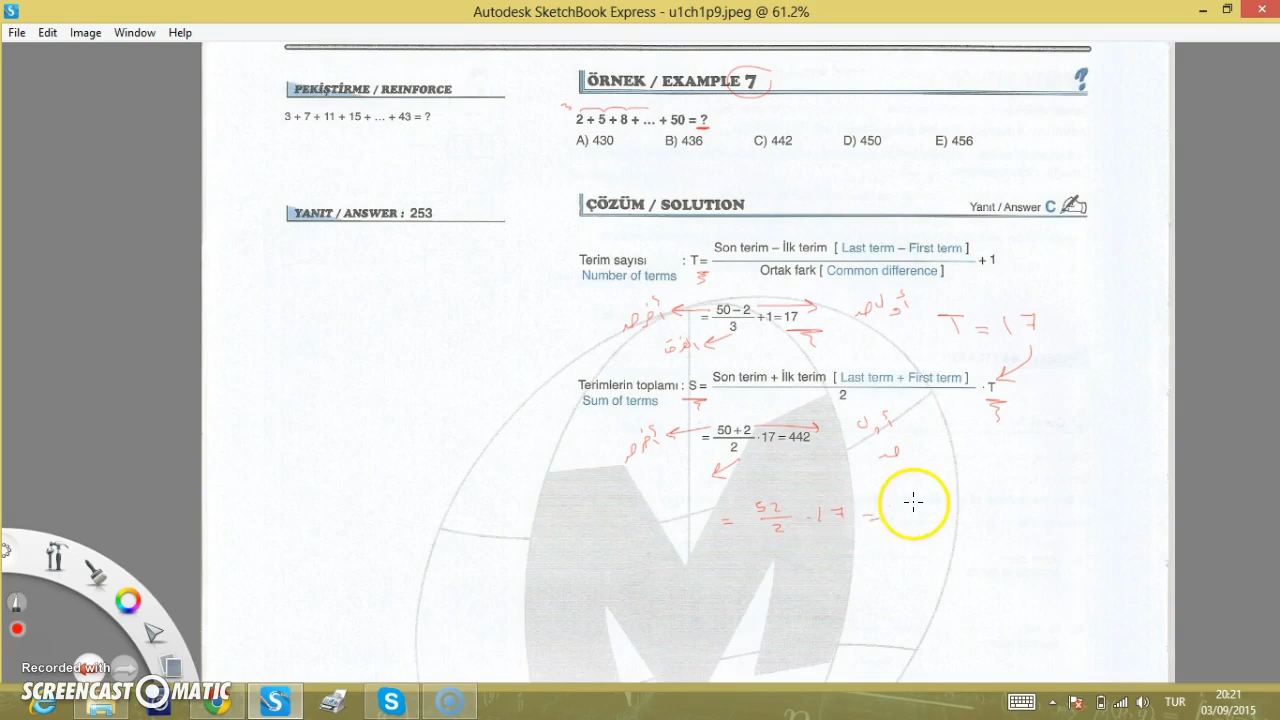 Autodesk SketchBook Express - u1ch1p9.jpeg @ 61.2%
File Edit Image Window Help
PEKİŞTİRME / REINFORCE
3 + 7 + 11 + 15 + ... + 43 = ?
YANIT / ANSWER : 253
ÖRNEK / EXAMPLE 7
3
2 + 5 + 8 + ... + 50 = ?
A) 430 B) 436 C) 442 D) 450 E) 456
ÇÖZÜM / SOLUTION
Yanıt / Answer C
Son terim – İlk terim [ Last term – First term ]
Terim sayısı : T= + 1
Number of terms
Ortak fark [ Common difference ]
50 – 2
= +1= 17
3
T = 17
Son terim + İlk terim [ Last term + First term ]
Terimlerin toplamı : S= · T
Sum of terms
2
50 + 2
= · 17 = 442
2
52
= · 17 =
2
Recorded with
SCREENCAST MATIC
TUR
20:21
03/09/2015